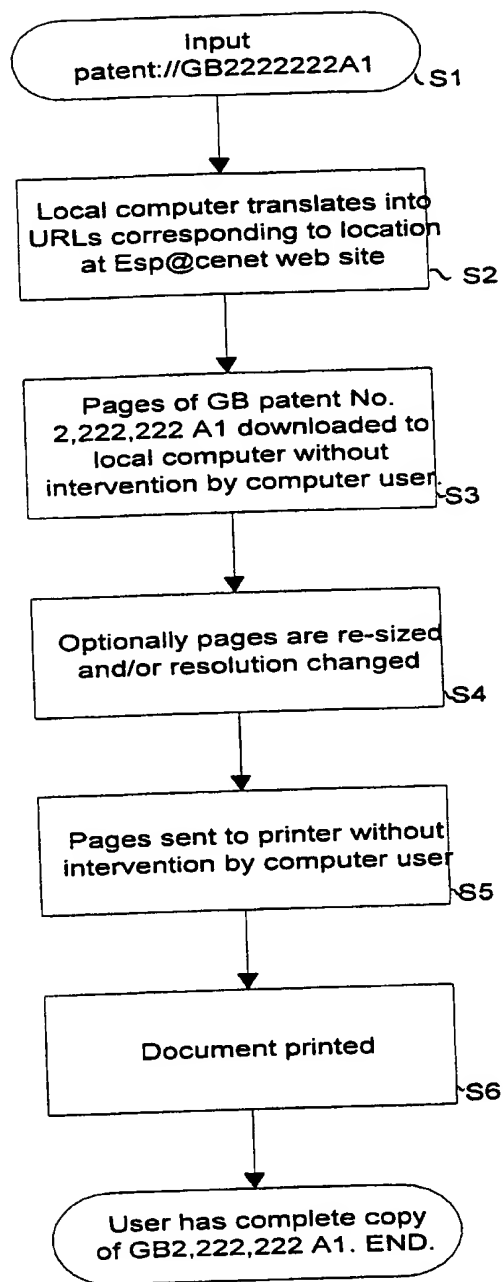 Input
patent://GB2222222A1
S1
Local computer translates into
URLs corresponding to location
at Esp@cenet web site
S2
Pages of GB patent No.
2,222,222 A1 downloaded to
local computer without
intervention by computer user.
S3
Optionally pages are re-sized
and/or resolution changed
S4
Pages sent to printer without
intervention by computer user
S5
Document printed
S6
User has complete copy
of GB2,222,222 A1. END.